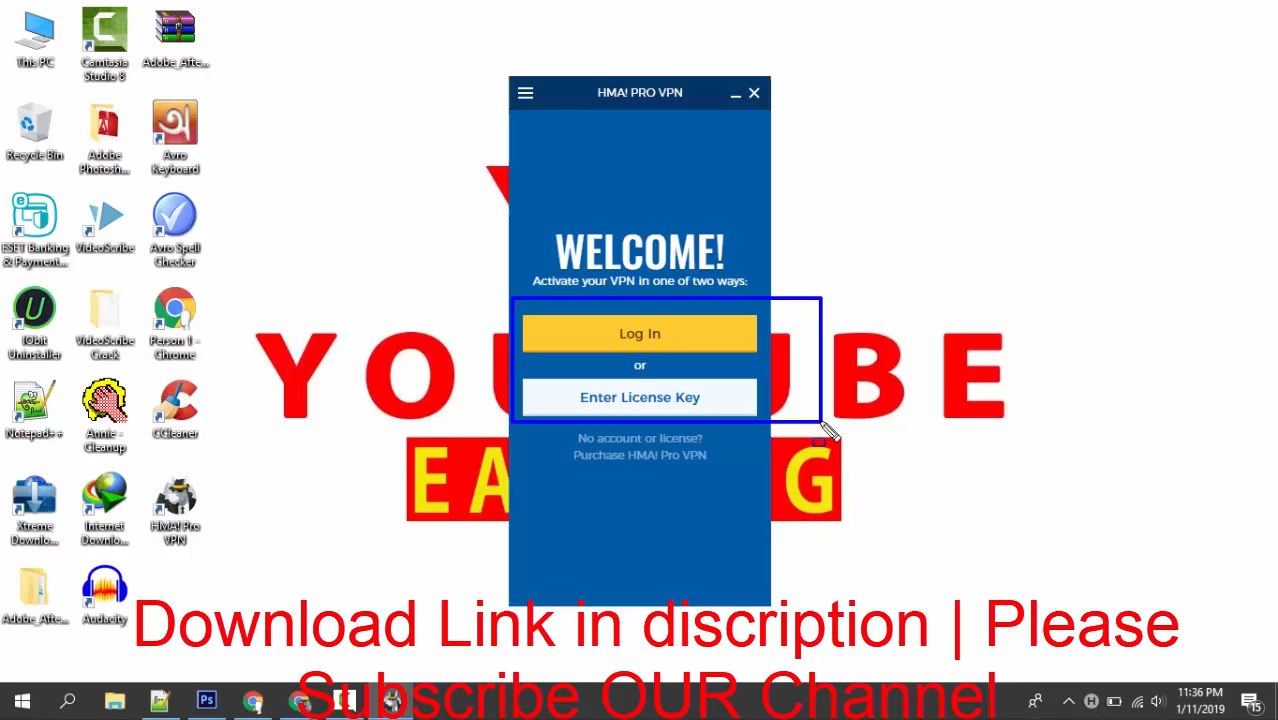 This PC
Camtasia
Studio 8
Adobe_Afte...
Recycle Bin
Adobe
Photosh...
Avro
Keyboard
ESET Banking
& Payment...
VideoScribe
Avro Spell
Checker
IObit
Uninstaller
VideoScribe
Crack
Person 1 -
Chrome
Notepad++
Annie -
Cleanup
CCleaner
Xtreme
Downlo...
Internet
Downlo...
HMA! Pro
VPN
Adobe_Afte...
Audacity
HMA! PRO VPN
WELCOME!
Activate your VPN in one of two ways:
Log In
or
Enter License Key
No account or license?
Purchase HMA! Pro VPN
YOU UBE
EA G
Download Link in discription | Please
Subscribe OUR Channel
Ps
11:36 PM
1/11/2019
15